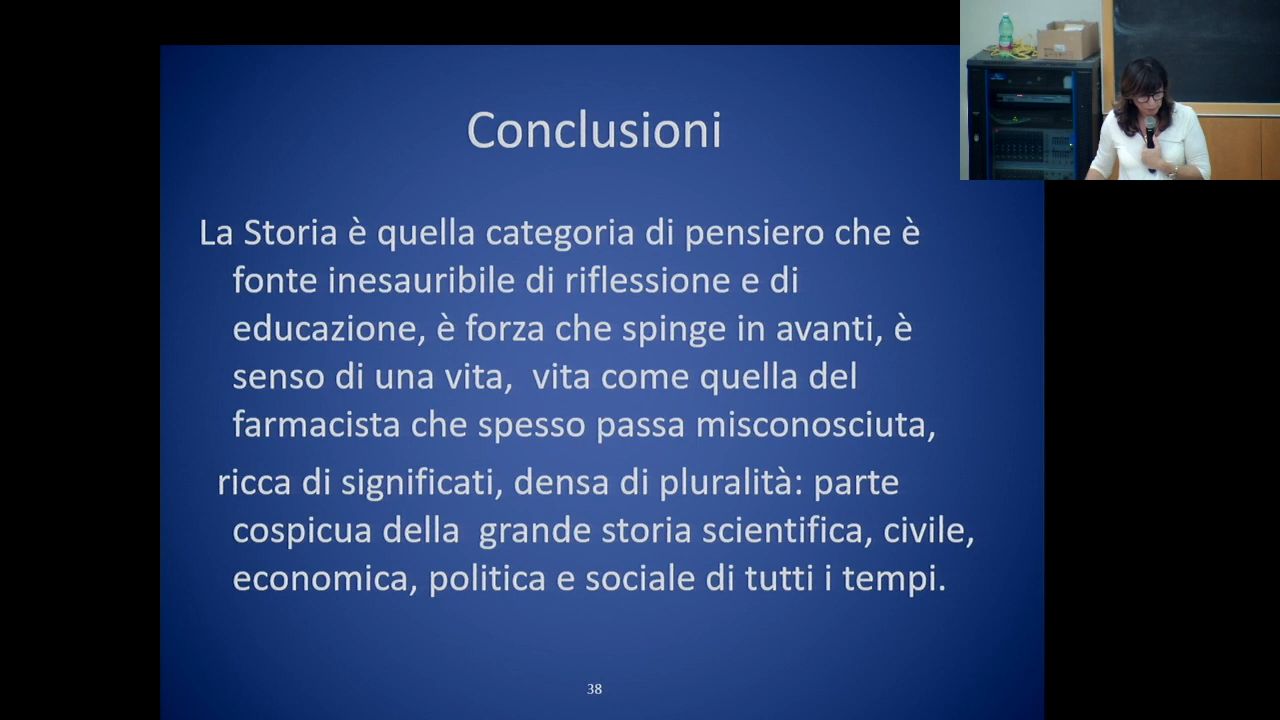 Conclusioni
La Storia è quella categoria di pensiero che è
fonte inesauribile di riflessione e di
educazione, è forza che spinge in avanti, è
senso di una vita, vita come quella del
farmacista che spesso passa misconosciuta,
ricca di significati, densa di pluralità: parte
cospicua della grande storia scientifica, civile,
economica, politica e sociale di tutti i tempi.
38